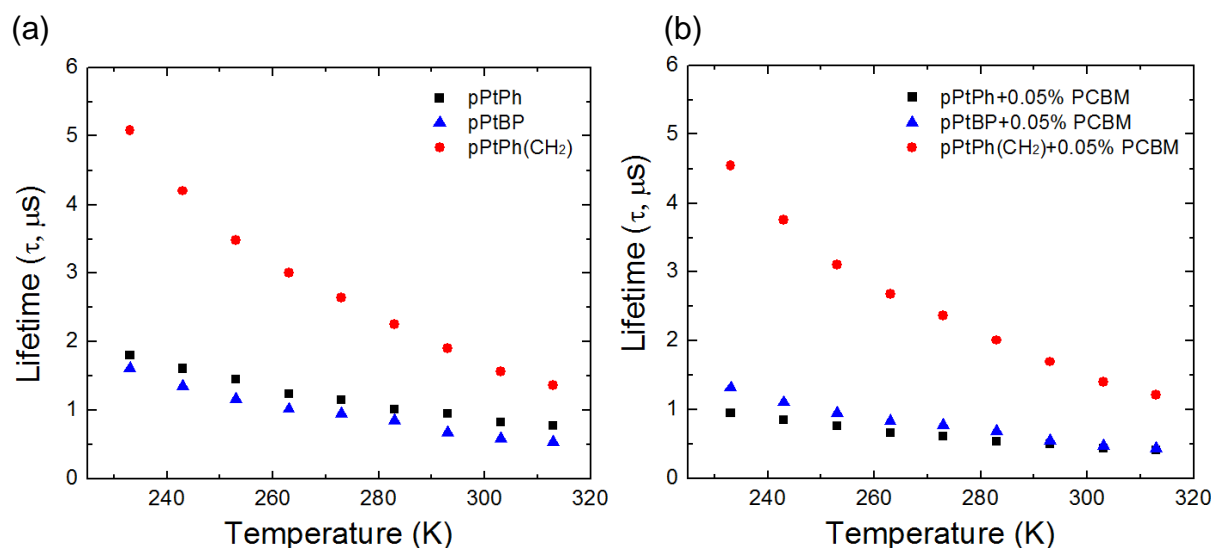 (a)
6
5
4
3
2
1
0
Lifetime (τ, μs)
pPtPh
pPtBP
pPtPh(CH₂)
240 260 280 300 320
Temperature (K)
(b)
6
5
4
3
2
1
0
Lifetime (τ, μs)
pPtPh+0.05% PCBM
pPtBP+0.05% PCBM
pPtPh(CH₂)+0.05% PCBM
240 260 280 300 320
Temperature (K)